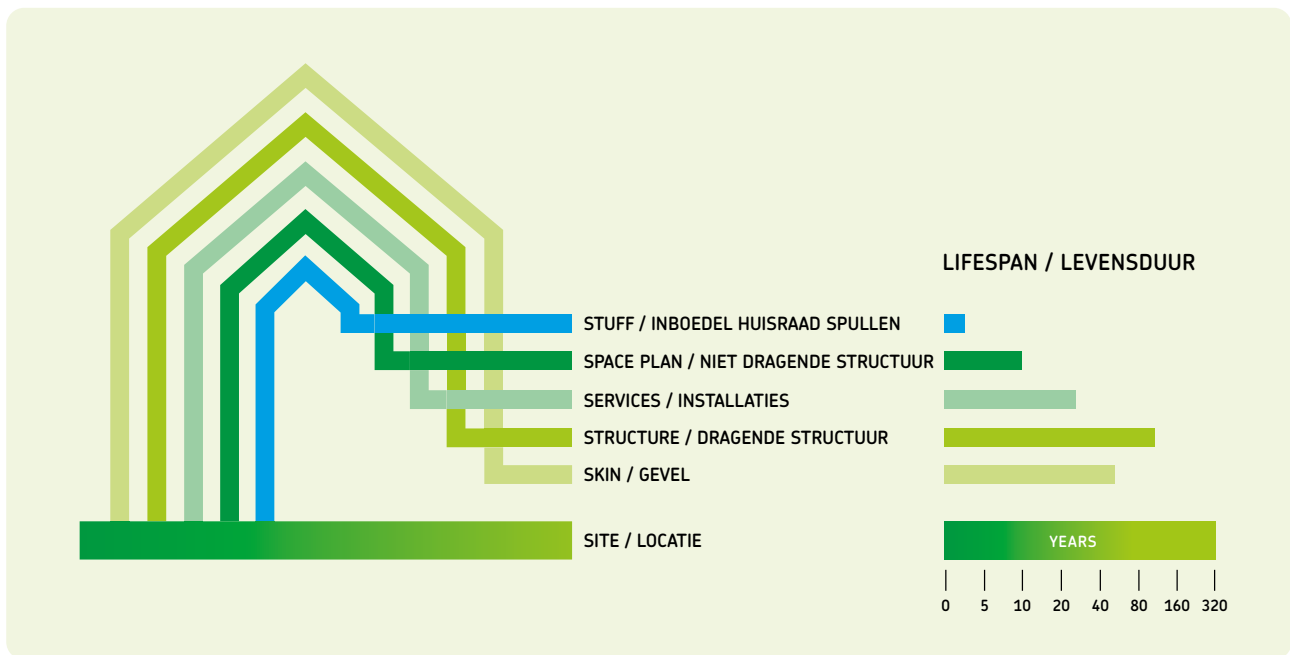 LIFESPAN / LEVENSDUUR
STUFF / INBOEDEL HUISRAAD SPULLEN
SPACE PLAN / NIET DRAGENDE STRUCTUUR
SERVICES / INSTALLATIES
STRUCTURE / DRAGENDE STRUCTUUR
SKIN / GEVEL
SITE / LOCATIE
YEARS
0 5 10 20 40 80 160 320